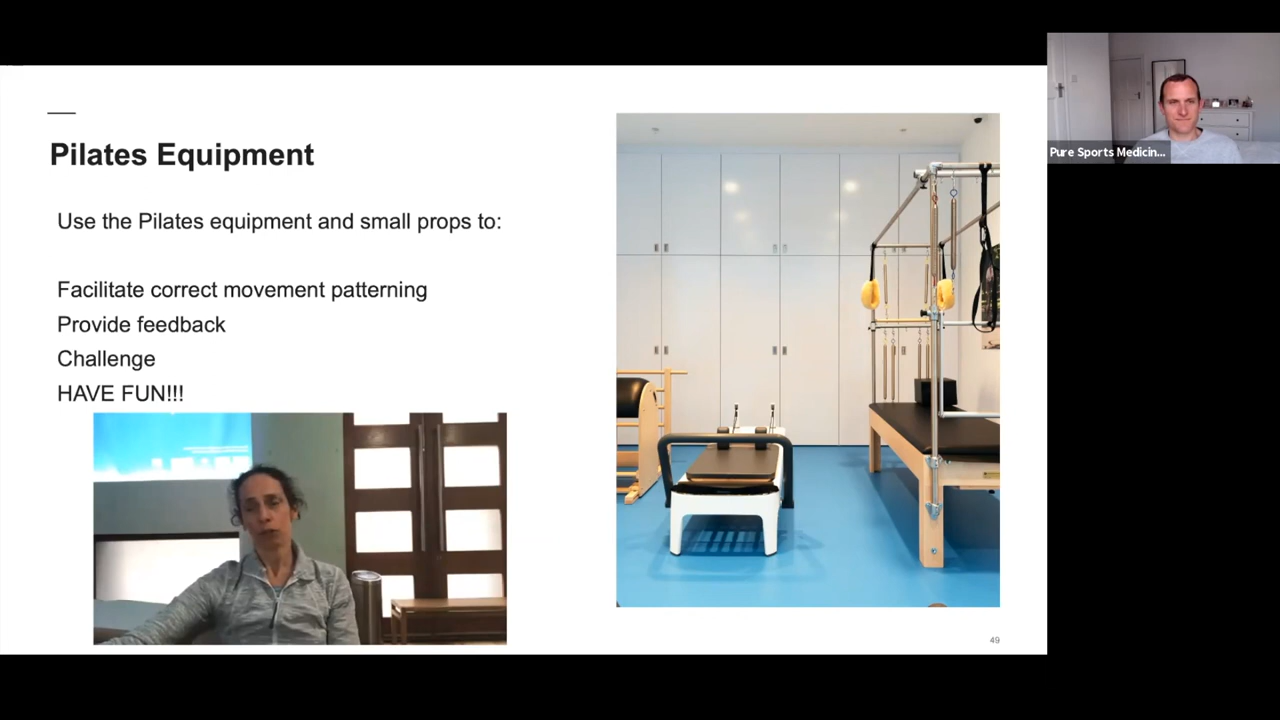 Pilates Equipment
Use the Pilates equipment and small props to:
Facilitate correct movement patterning
Provide feedback
Challenge
HAVE FUN!!!
49
Pure Sports Medicin...